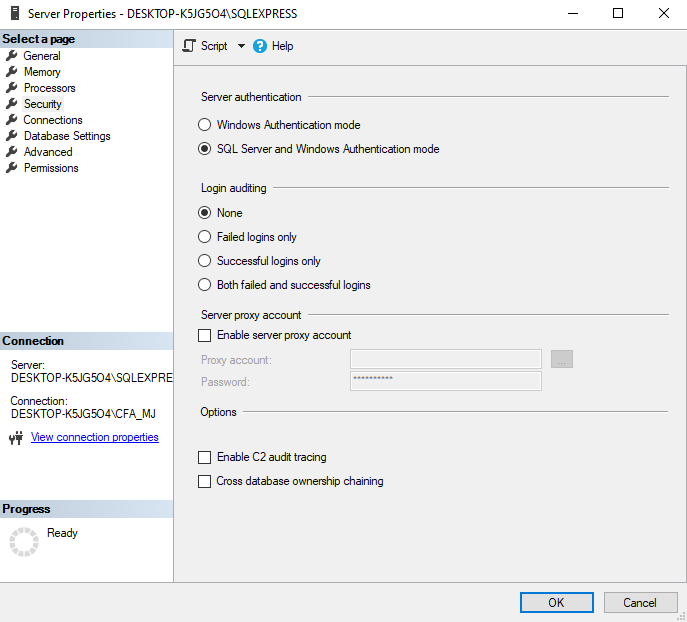 Server Properties - DESKTOP-K5JG5O4\SQLEXPRESS
Select a page
General
Memory
Processors
Security
Connections
Database Settings
Advanced
Permissions
Script
Help
Server authentication
Windows Authentication mode
SQL Server and Windows Authentication mode
Login auditing
None
Failed logins only
Successful logins only
Both failed and successful logins
Server proxy account
Enable server proxy account
Proxy account:
...
Password:
**********
Options
Enable C2 audit tracing
Cross database ownership chaining
Connection
Server:
DESKTOP-K5JG5O4\SQLEXPRE
Connection:
DESKTOP-K5JG5O4\CFA_MJ
View connection properties
Progress
Ready
OK
Cancel